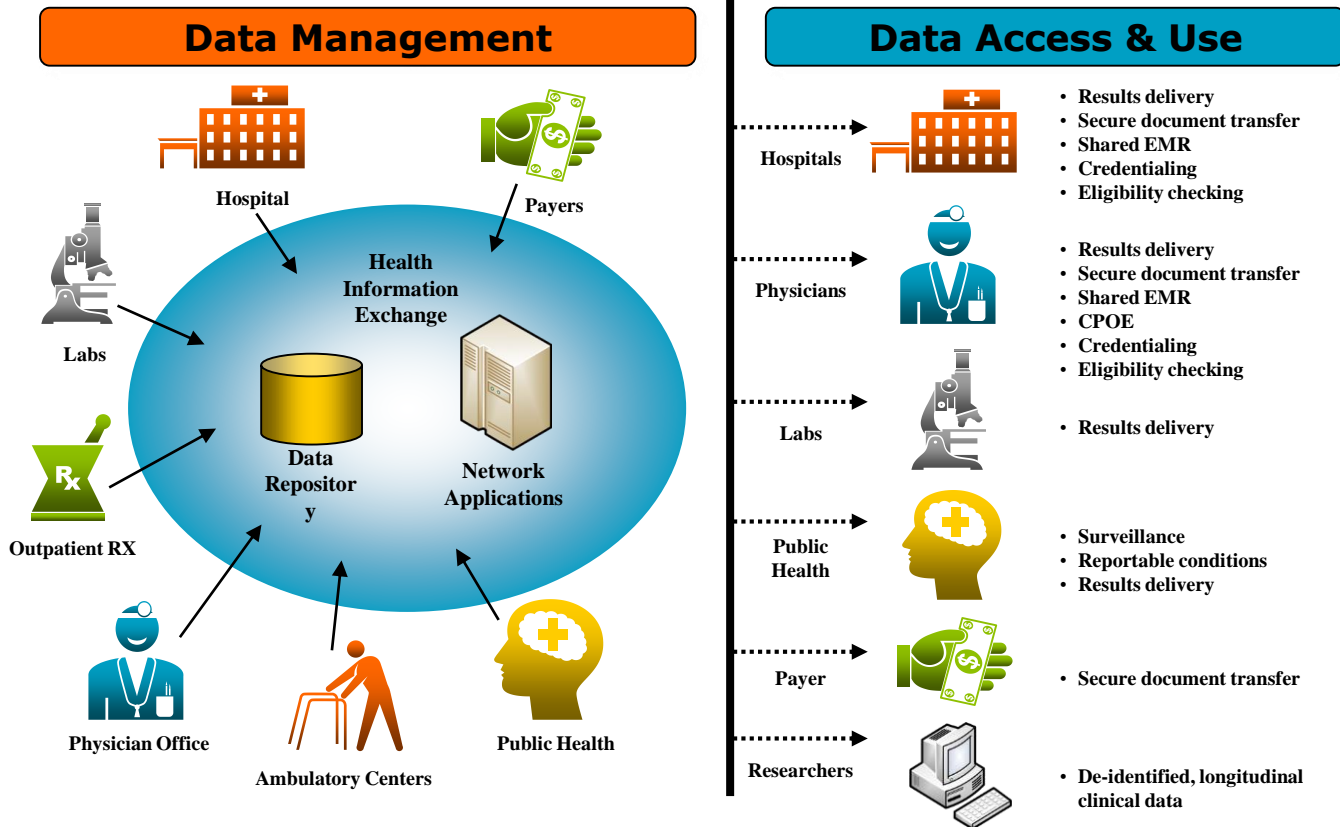 Data Management
Hospital
Payers
Health
Information
Exchange
Labs
Data
Repositor
y
Network
Applications
Rx
Outpatient RX
Physician Office
Ambulatory Centers
Public Health
Data Access & Use
Hospitals
• Results delivery
• Secure document transfer
• Shared EMR
• Credentialing
• Eligibility checking
Physicians
• Results delivery
• Secure document transfer
• Shared EMR
• CPOE
• Credentialing
• Eligibility checking
Labs
• Results delivery
Public
Health
• Surveillance
• Reportable conditions
• Results delivery
Payer
• Secure document transfer
Researchers
• De-identified, longitudinal
clinical data